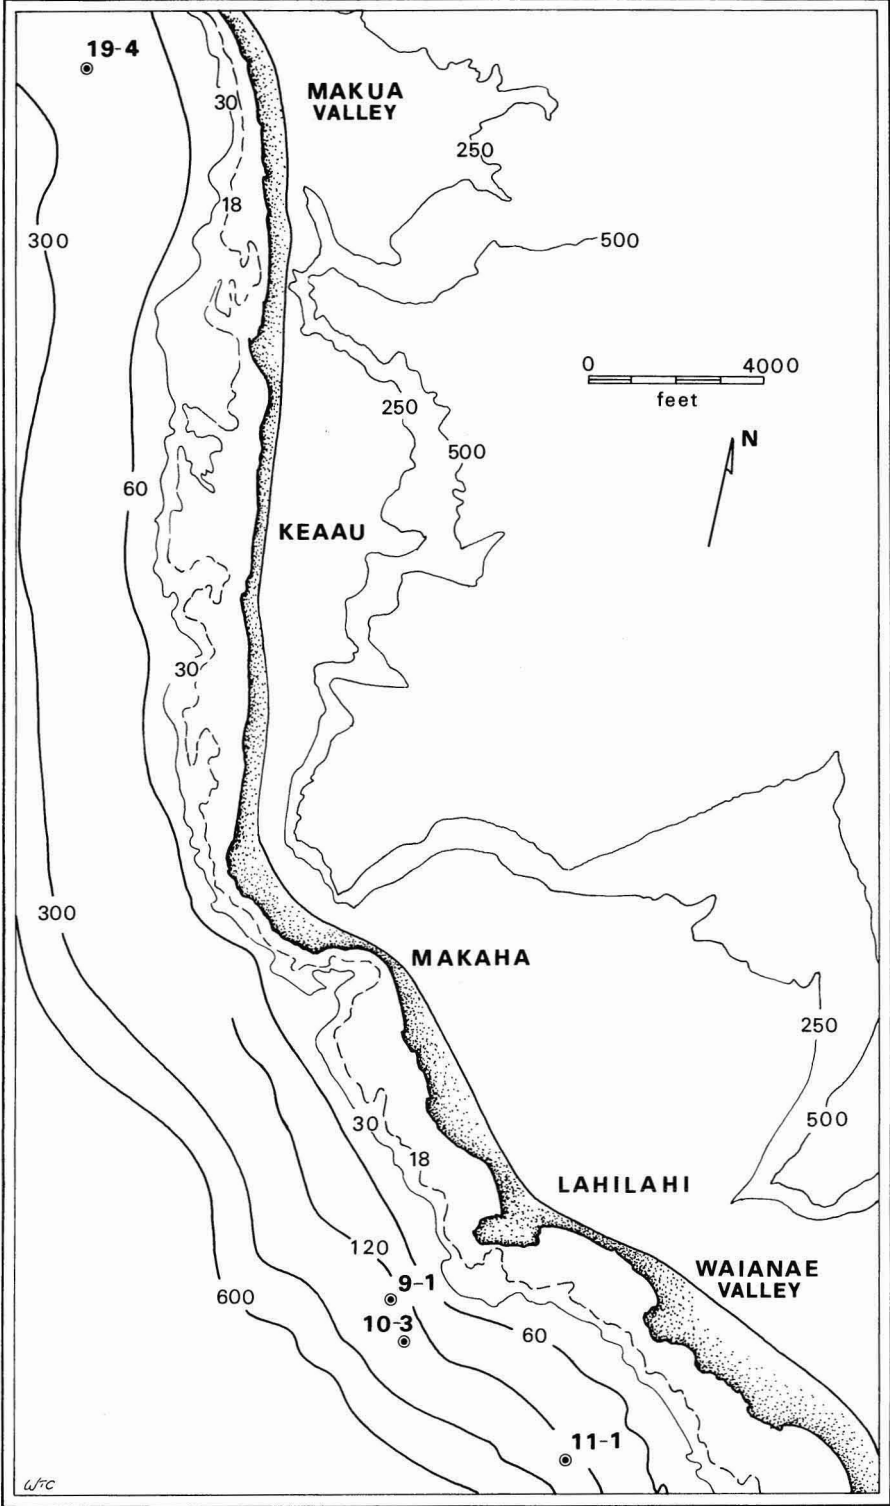 19-4
MAKUA
VALLEY
30
250
18
300
500
0 4000
feet
250
N
500
60
KEAAU
30
300
MAKAHA
250
500
30
18
LAHILAHI
120
WAIANAE
VALLEY
9-1
600
10-3
60
11-1
WTC